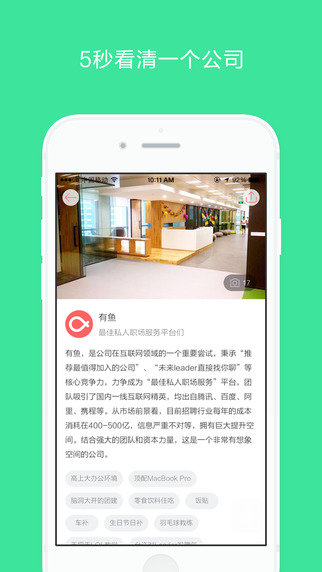 5秒看清一个公司
中国移动 10:11 AM 92%
17
有鱼
最佳私人职场服务平台们
有鱼，是公司在互联网领域的一个重要尝试，秉承“推
荐最值得加入的公司”、“未来leader直接找你聊”等
核心竞争力，力争成为“最佳私人职场服务”平台，团
队吸引了国内一线互联网精英，均出自腾讯、百度、阿
里、携程等。从市场前景看，目前招聘行业每年的成本
消耗在400-500亿，信息严重不对等，拥有巨大提升空
间。结合强大的团队和资本力量，这是一个非常有想象
空间的公司。
高上大办公环境 顶配MacBook Pro
脑洞大开的团建 零食饮料任吃 饭贴
车补 生日节日补 羽毛球教练